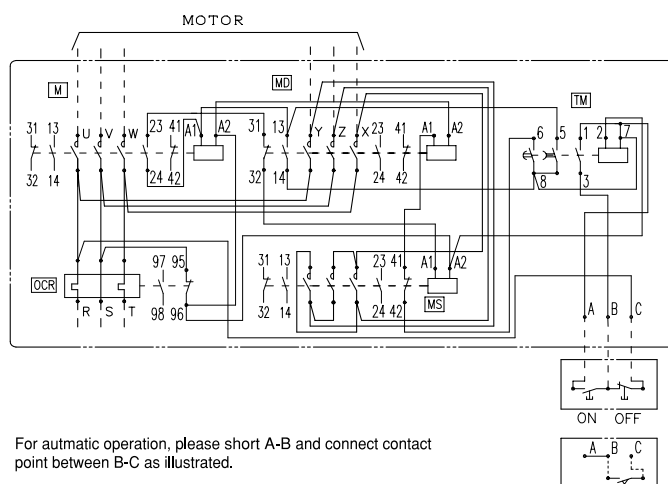 MOTOR
M MD TM
31 13 U V W 23 41 A1 A2 31 13 Y Z X 23 41 A1 A2 6 5 1 2 7
32 14 24 42 32 14 24 42 8 3
97 95 31 13 23 41 A1 A2
OCR 98 96 32 14 24 42 MS
R S T A B C
ON OFF
A B C
For autmatic operation, please short A-B and connect contact
point between B-C as illustrated.